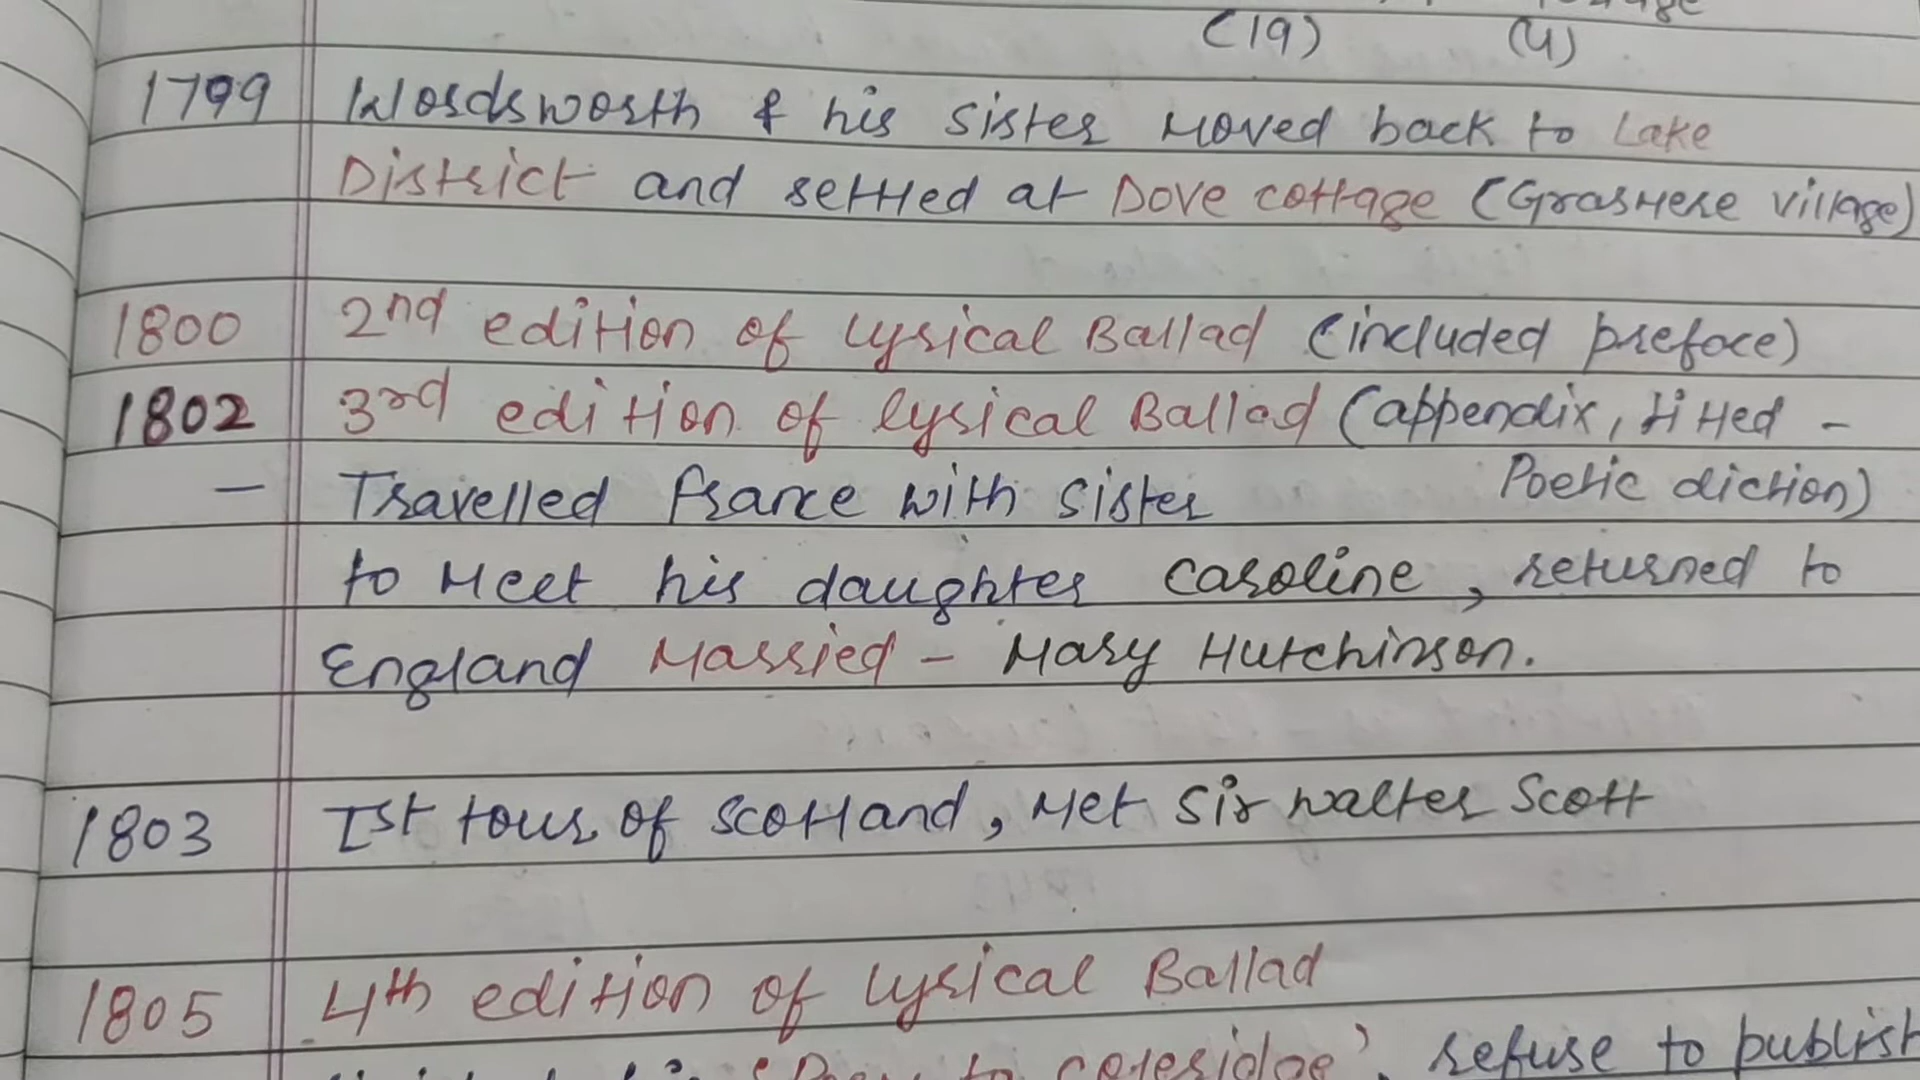 (19) (4)
1799 Wordsworth & his sister moved back to Lake
District and settled at Dove cottage (Grasmere village)
1800 2nd edition of Lyrical Ballad (included preface)
1802 3rd edition of lyrical Ballad (appendix, titled -
Poetic diction)
- Travelled france with sister
to meet his daughter caroline, returned to
England Married - Mary Hutchinson.
1803 Ist tour of scotland, met Sir walter Scott
1805 4th edition of Lyrical Ballad
to coleridge', refuse to publish